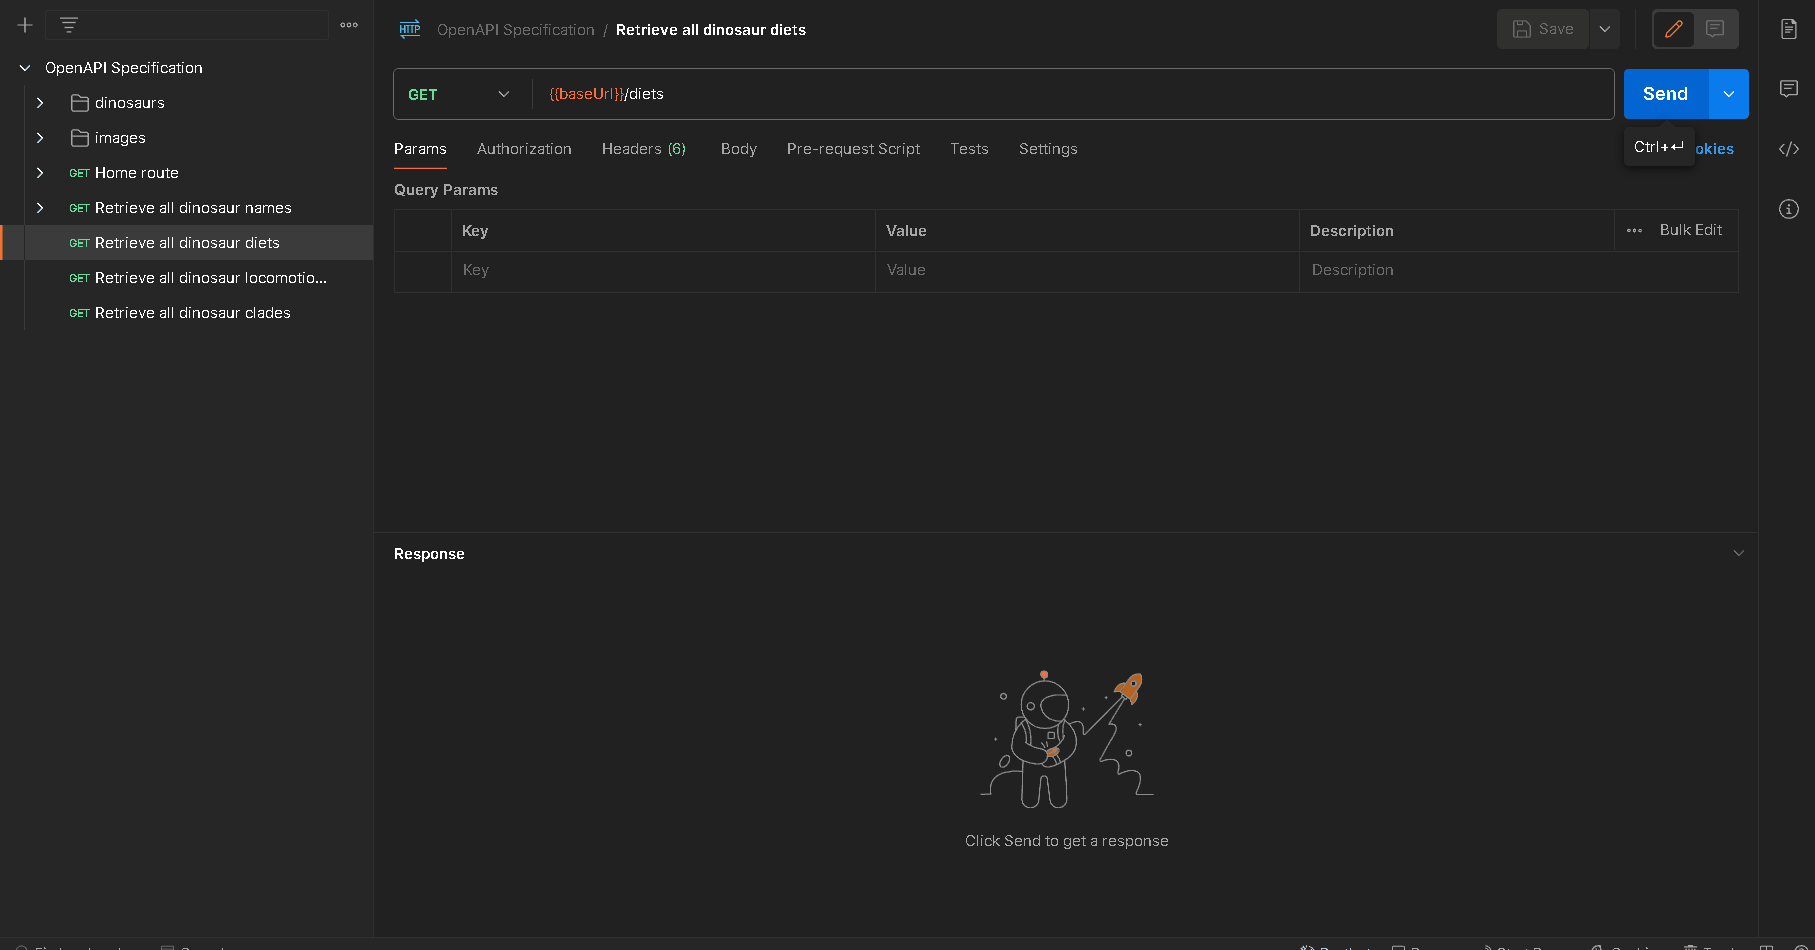 OpenAPI Specification
dinosaurs
images
GET Home route
GET Retrieve all dinosaur names
GET Retrieve all dinosaur diets
GET Retrieve all dinosaur locomotio...
GET Retrieve all dinosaur clades
HTTP OpenAPI Specification / Retrieve all dinosaur diets
Save
GET {{baseUrl}}/diets
Send
Ctrl+↵
okies
Params Authorization Headers (6) Body Pre-request Script Tests Settings
Query Params
Key Value Description ••• Bulk Edit
Key Value Description
Response
Click Send to get a response